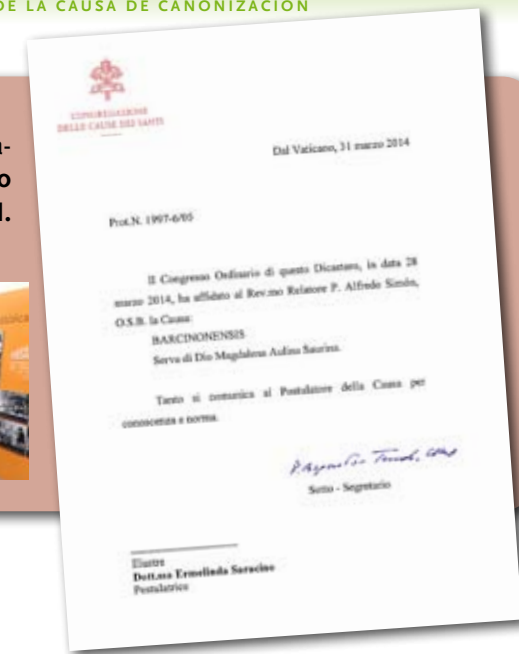 DE LA CAUSA DE CANONIZACIÓN
a-
o
l.
CONGREGAZIONE
DELLE CAUSE DEI SANTI
Dal Vaticano, 31 marzo 2014
Prot.N. 1997-6/05
Il Congresso Ordinario di questo Dicastero, in data 28
marzo 2014, ha affidato al Rev.mo Relatore P. Alfredo Simón,
O.S.B. la Causa:
BARCINONENSIS
Serva di Dio Magdalena Aulina Saurina.
Tanto si comunica al Postulatore della Causa per
conoscenza e norma.
Sotto - Segretario
Illustre
Dott.ssa Ermelinda Saracino
Postulatrice